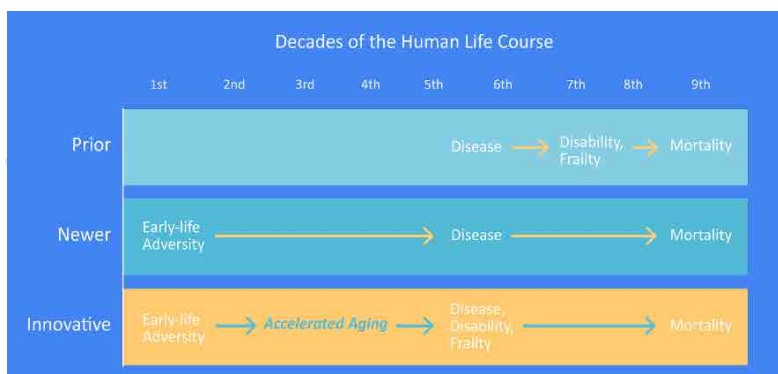 Decades of the Human Life Course
1st 2nd 3rd 4th 5th 6th 7th 8th 9th
Prior
Disease
Disability,
Frailty
Mortality
Newer
Early-life
Adversity
Disease
Mortality
Innovative
Early-life
Adversity
Accelerated Aging
Disease,
Disability,
Frailty
Mortality